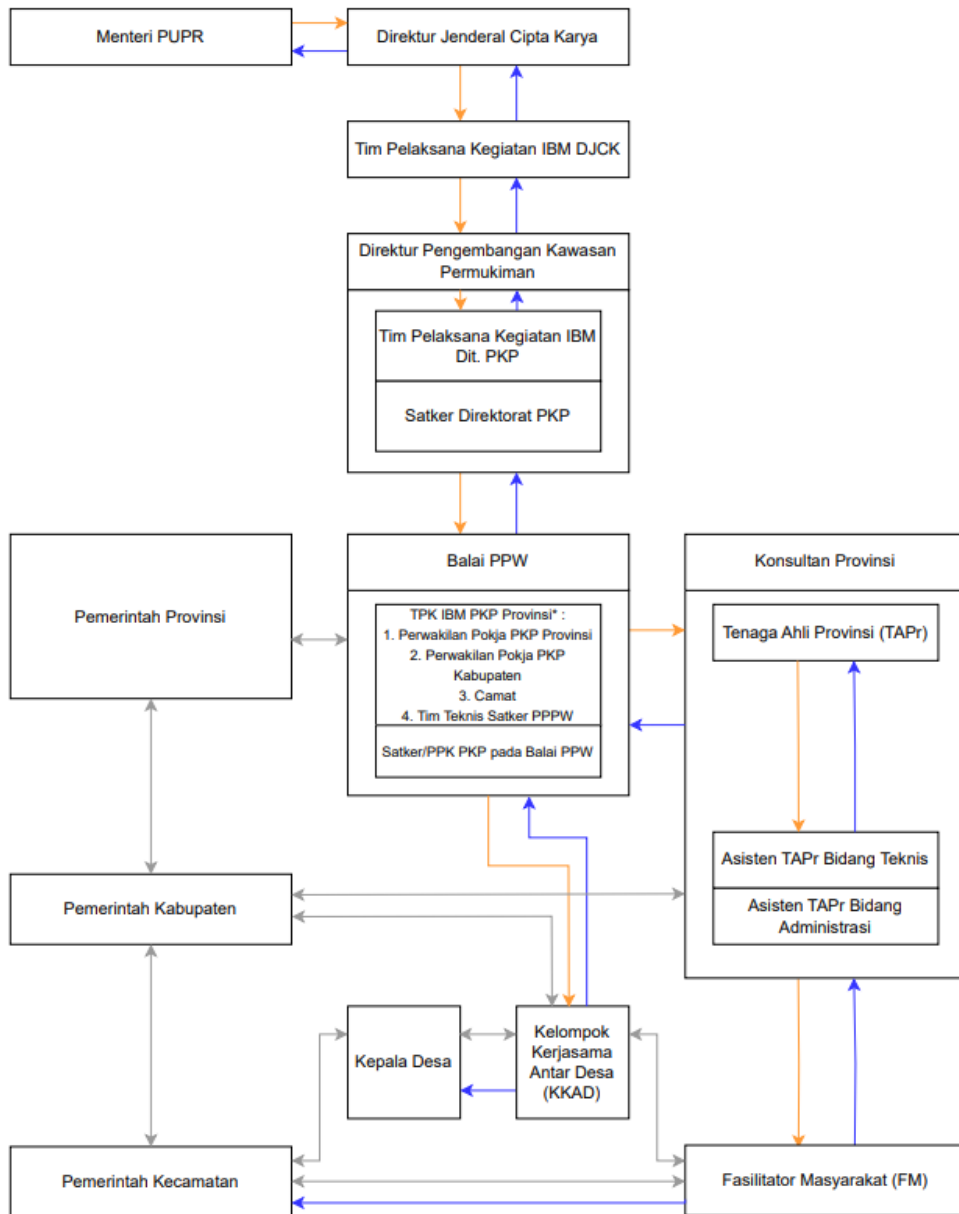 Menteri PUPR
Direktur Jenderal Cipta Karya
Tim Pelaksana Kegiatan IBM DJCK
Direktur Pengembangan Kawasan
Permukiman
Tim Pelaksana Kegiatan IBM
Dit. PKP
Satker Direktorat PKP
Pemerintah Provinsi
Balai PPW
TPK IBM PKP Provinsi* :
1. Perwakilan Pokja PKP Provinsi
2. Perwakilan Pokja PKP
Kabupaten
3. Camat
4. Tim Teknis Satker PPPW
Satker/PPK PKP pada Balai PPW
Konsultan Provinsi
Tenaga Ahli Provinsi (TAPr)
Asisten TAPr Bidang Teknis
Asisten TAPr Bidang
Administrasi
Pemerintah Kabupaten
Kepala Desa
Kelompok
Kerjasama
Antar Desa
(KKAD)
Pemerintah Kecamatan
Fasilitator Masyarakat (FM)